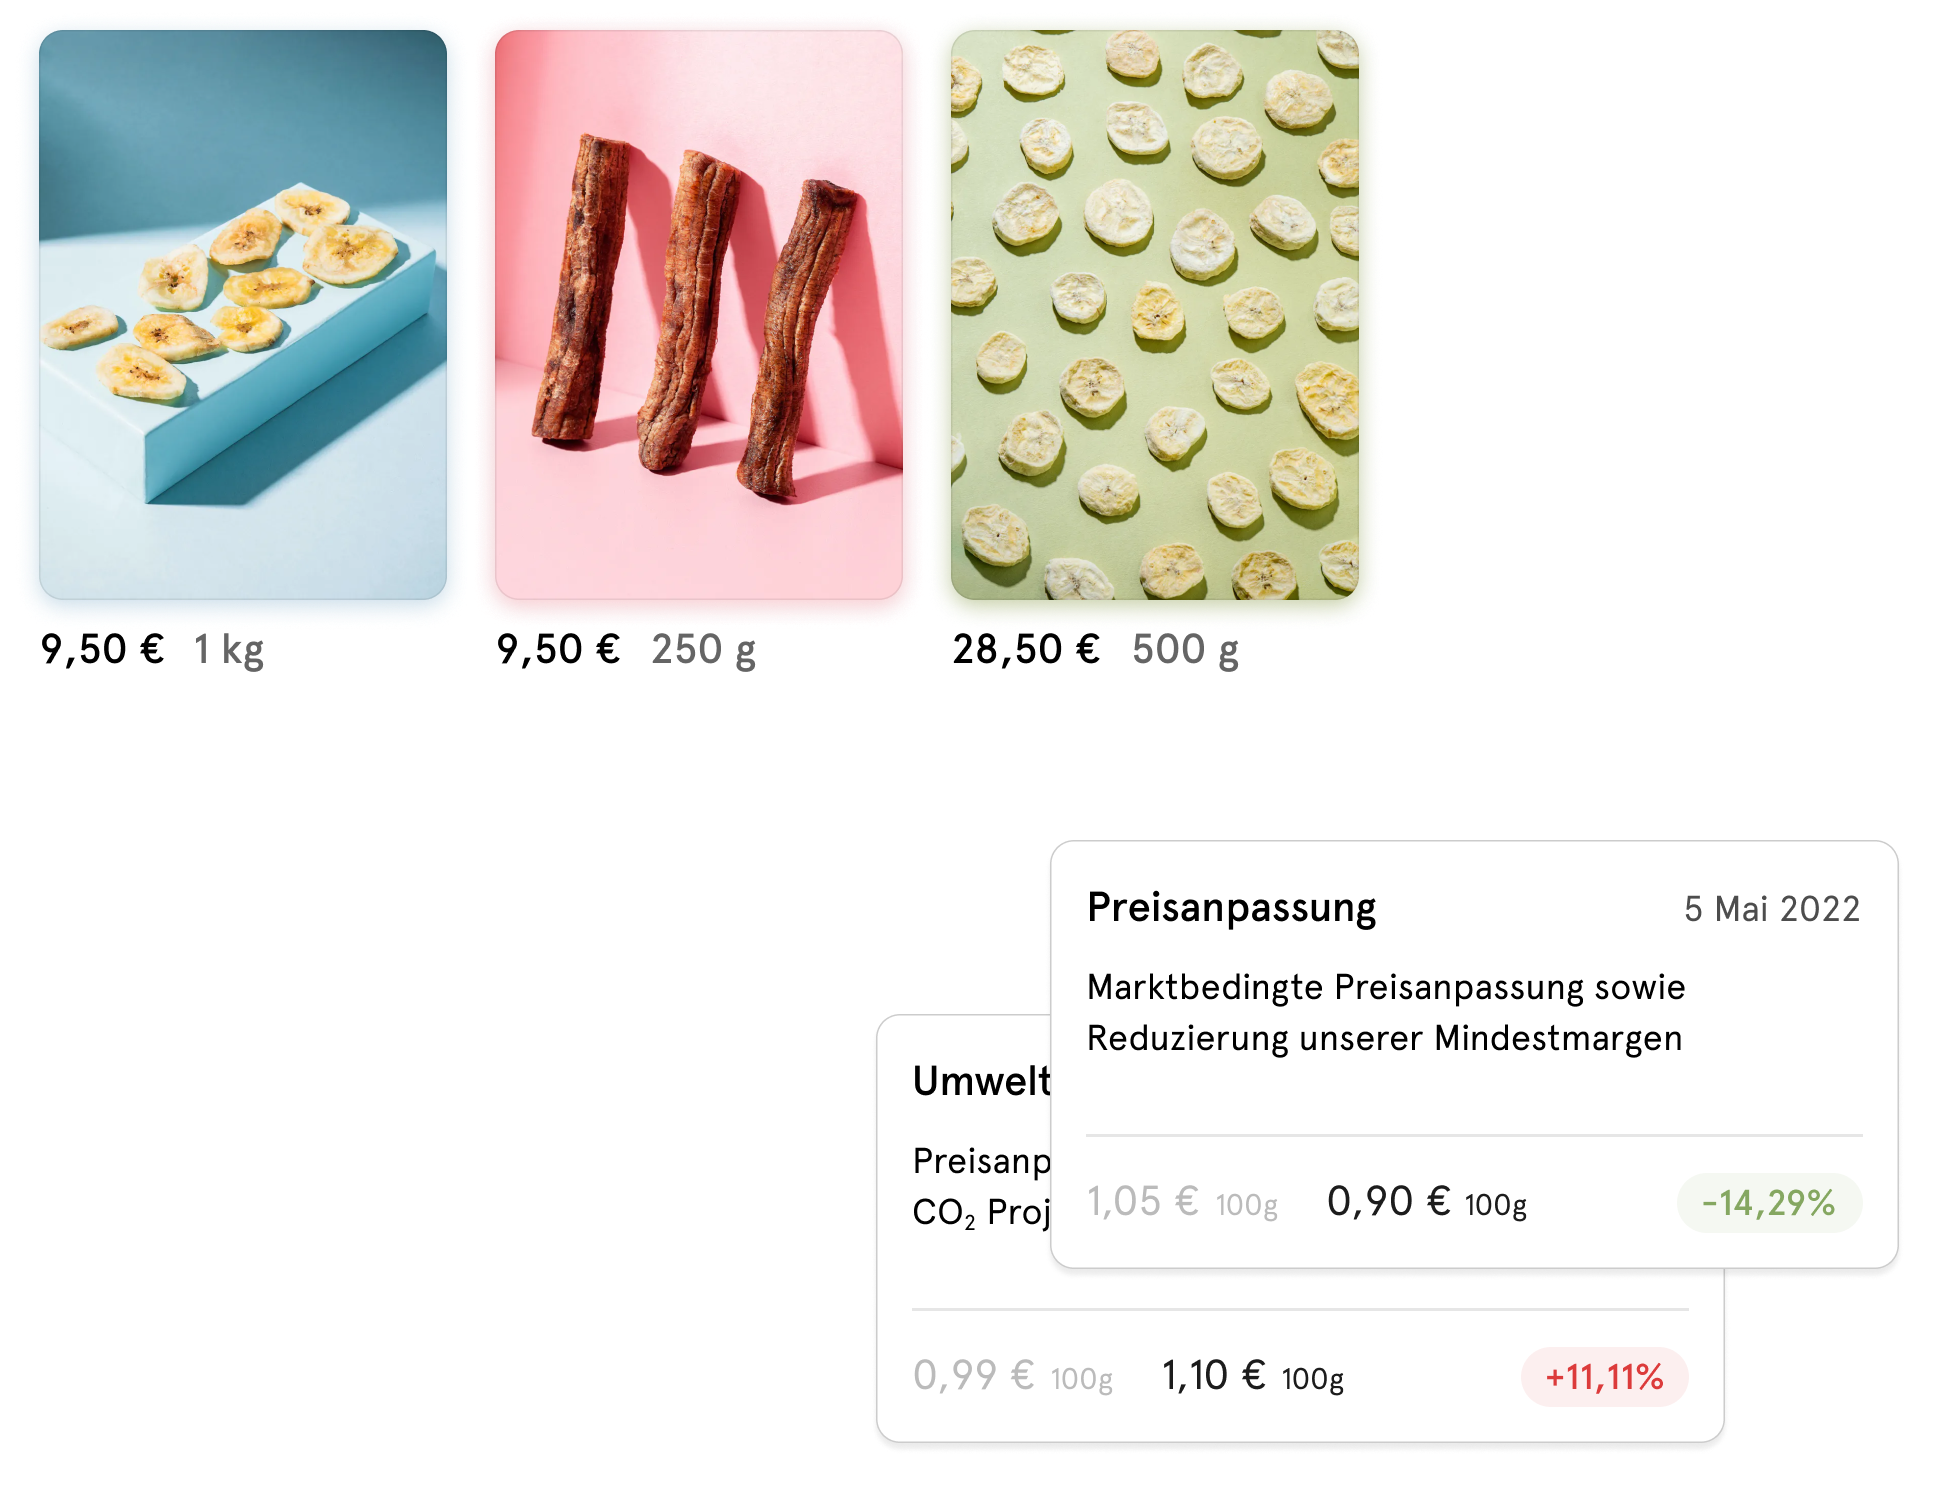 9,50 € 1 kg
9,50 € 250 g
28,50 € 500 g
Preisanpassung 5 Mai 2022
Marktbedingte Preisanpassung sowie
Reduzierung unserer Mindestmargen
1,05 € 100g 0,90 € 100g -14,29%
Umwelt
Preisanp
CO₂ Proj
0,99 € 100g 1,10 € 100g +11,11%